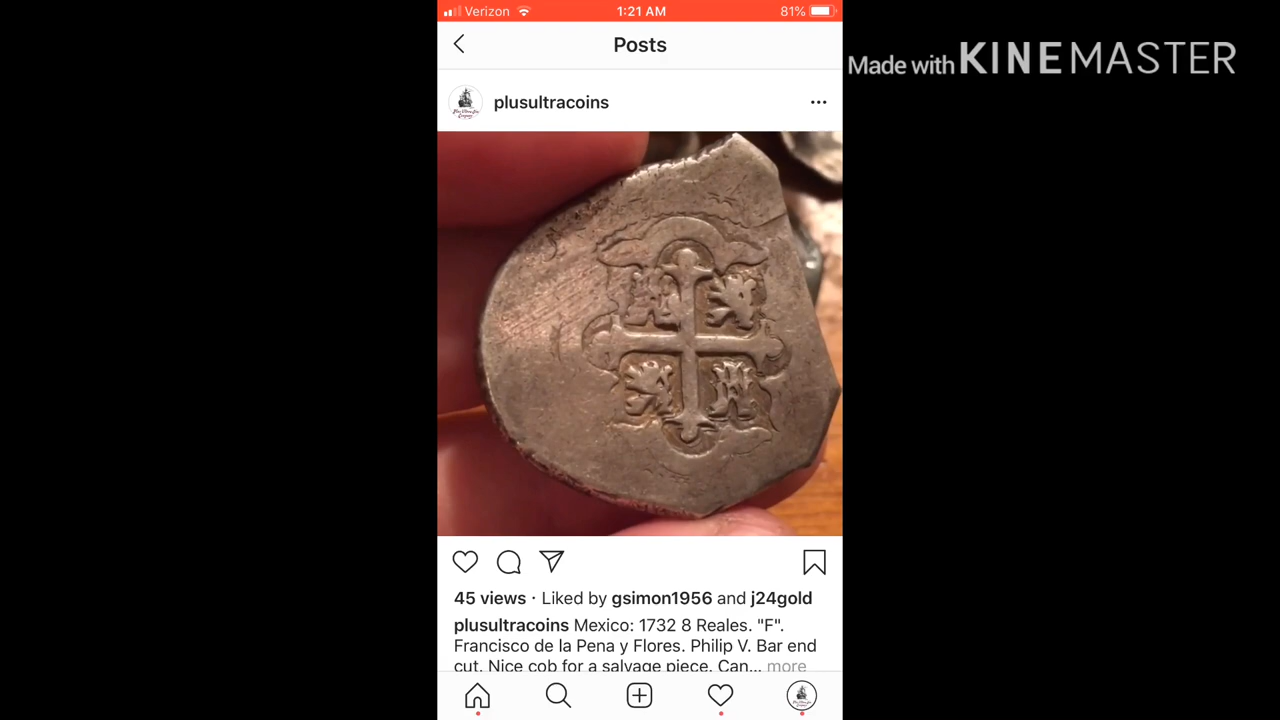 Verizon 1:21 AM 81%
Posts
Made with KINEMASTER
plusultracoins
45 views · Liked by gsimon1956 and j24gold
plusultracoins Mexico: 1732 8 Reales. "F".
Francisco de la Pena y Flores. Philip V. Bar end
cut. Nice cob for a salvage piece. Can... more